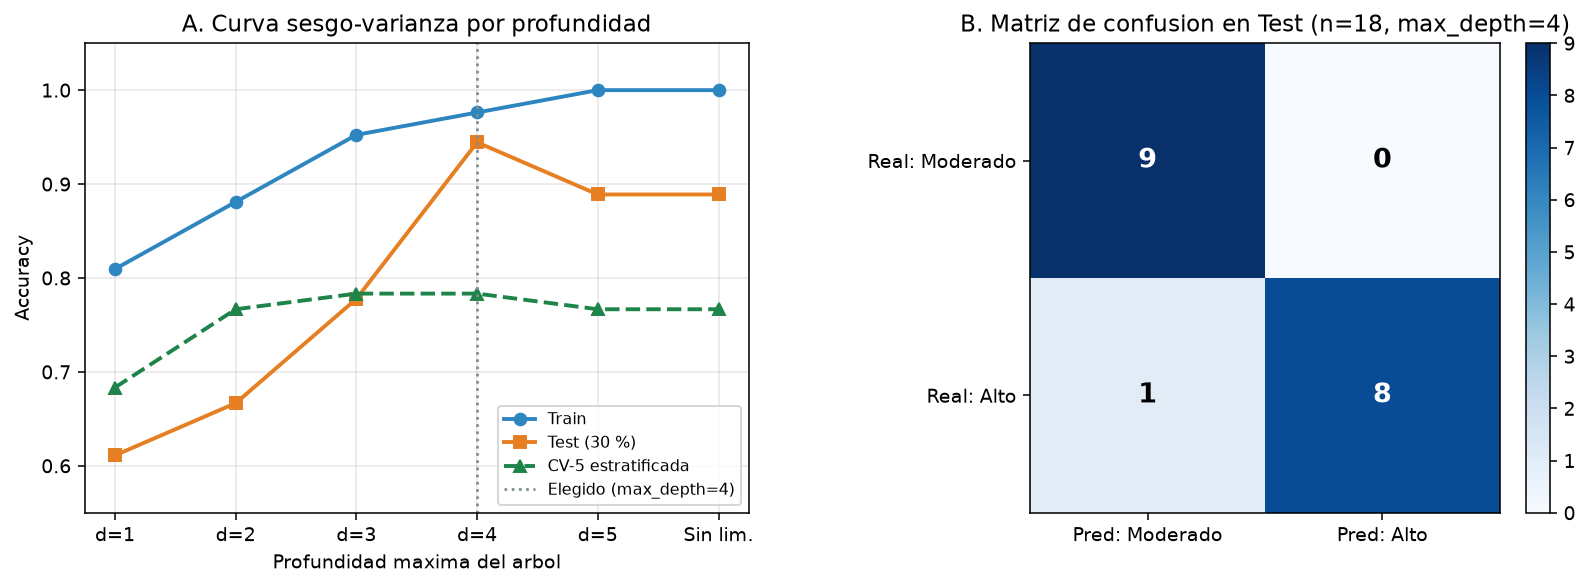 A. Curva sesgo-varianza por profundidad
1.0
0.9
0.8
0.7
0.6
Accuracy
Train
Test (30 %)
CV-5 estratificada
Elegido (max_depth=4)
d=1 d=2 d=3 d=4 d=5 Sin lim.
Profundidad maxima del arbol
B. Matriz de confusion en Test (n=18, max_depth=4)
Real: Moderado
9 0
Real: Alto
1 8
Pred: Moderado Pred: Alto
9
8
7
6
5
4
3
2
1
0